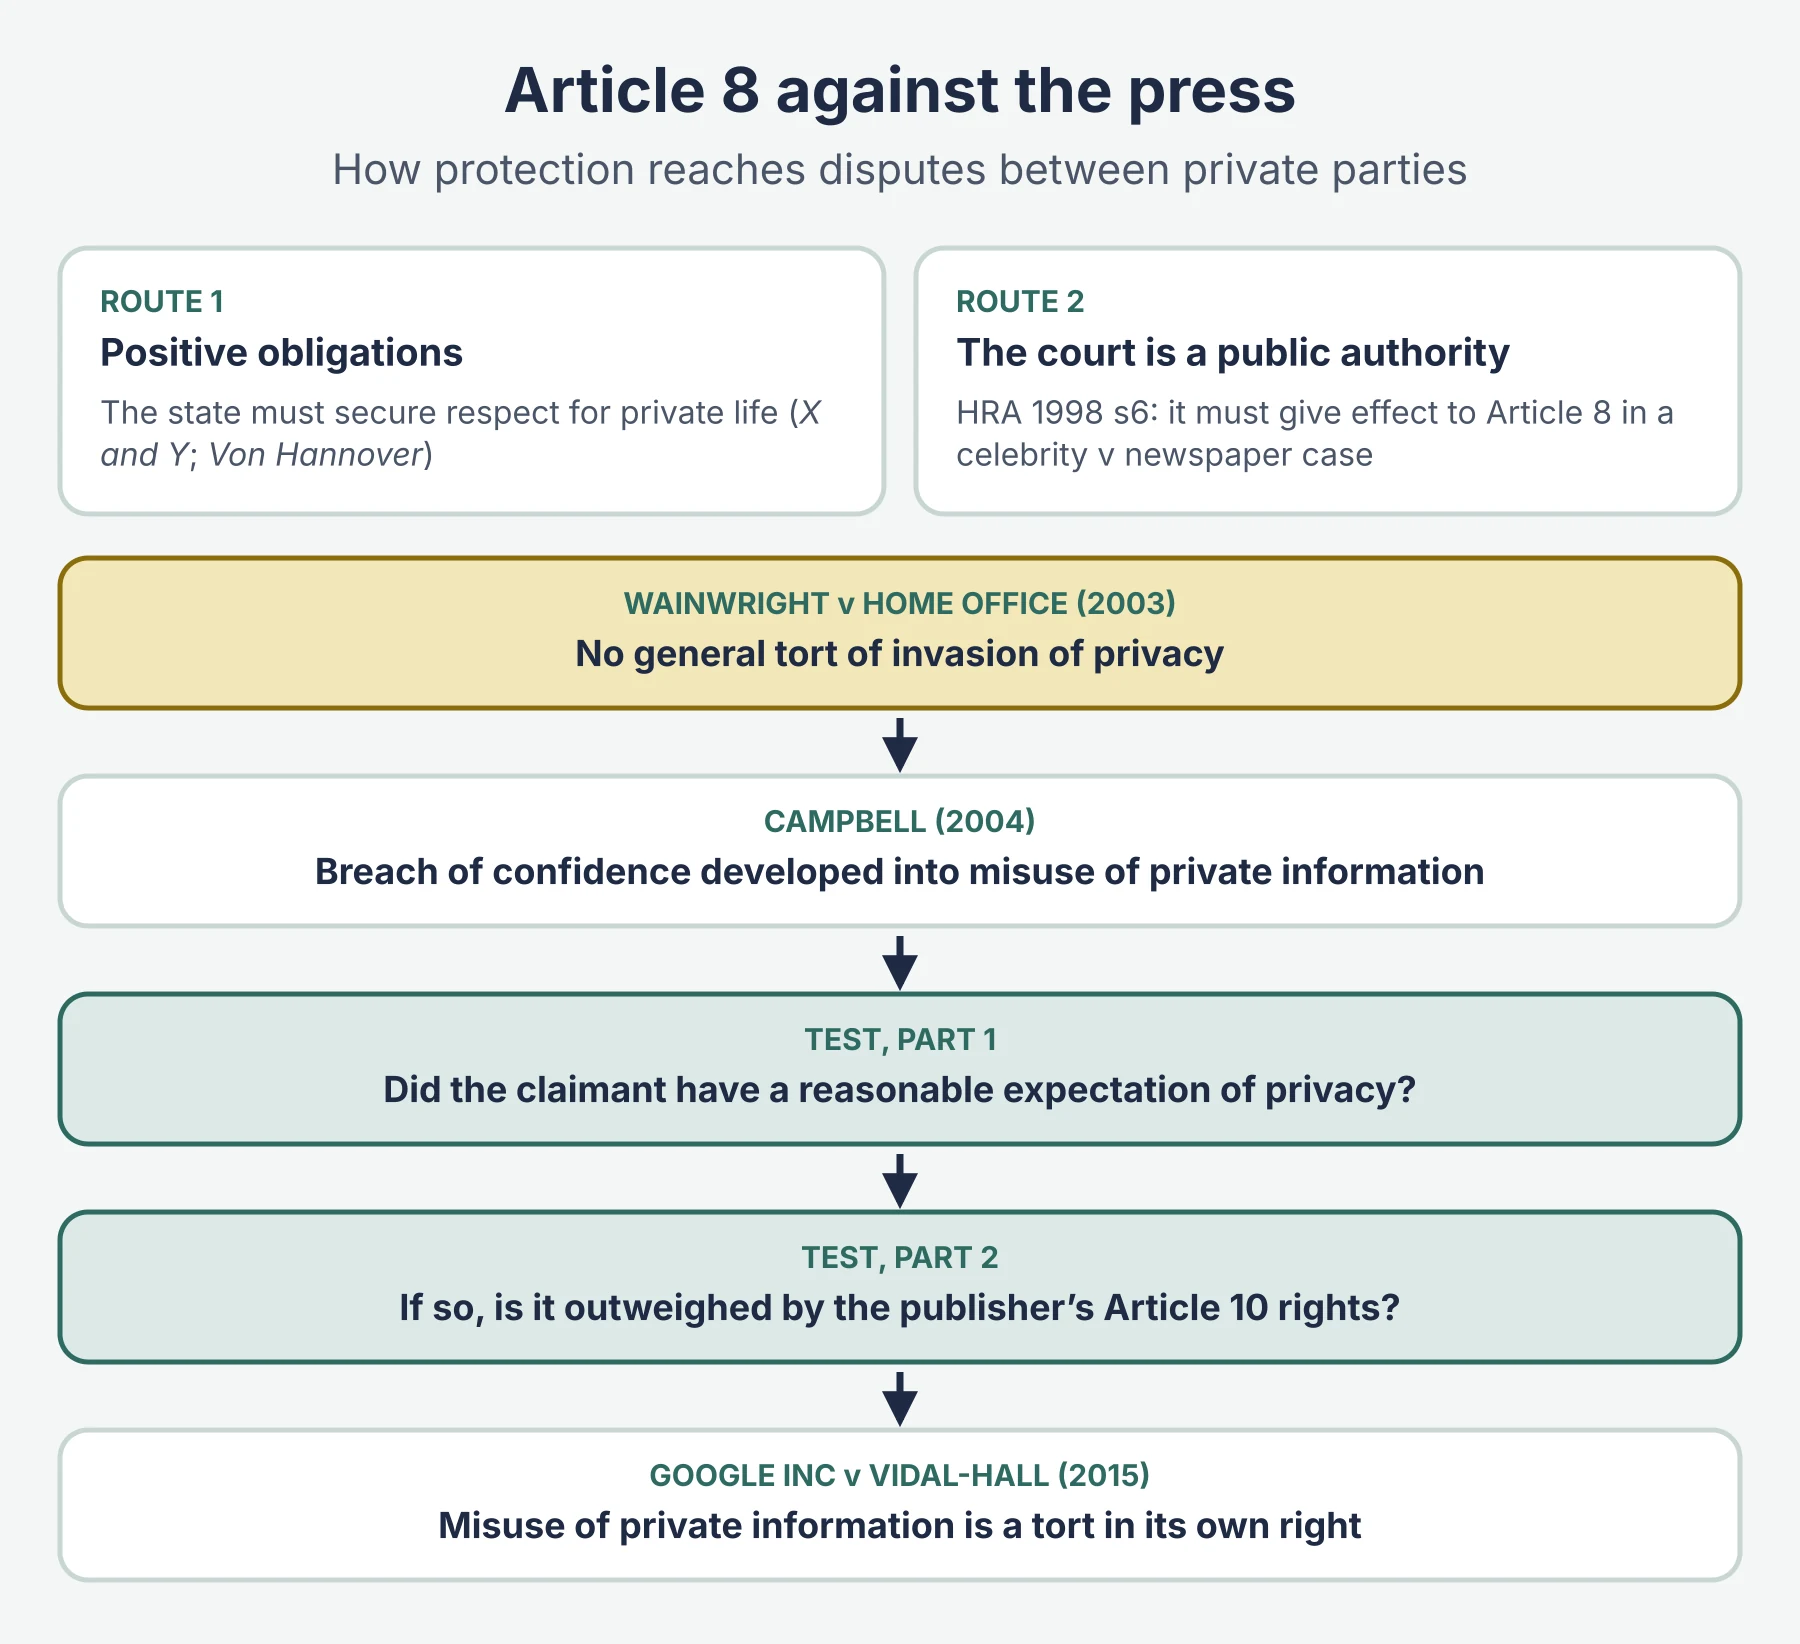 Article 8 against the press
How protection reaches disputes between private parties
ROUTE 1
Positive obligations
The state must secure respect for private life (X
and Y; Von Hannover)
ROUTE 2
The court is a public authority
HRA 1998 s6: it must give effect to Article 8 in a
celebrity v newspaper case
WAINWRIGHT v HOME OFFICE (2003)
No general tort of invasion of privacy
CAMPBELL (2004)
Breach of confidence developed into misuse of private information
TEST, PART 1
Did the claimant have a reasonable expectation of privacy?
TEST, PART 2
If so, is it outweighed by the publisher’s Article 10 rights?
GOOGLE INC v VIDAL-HALL (2015)
Misuse of private information is a tort in its own right